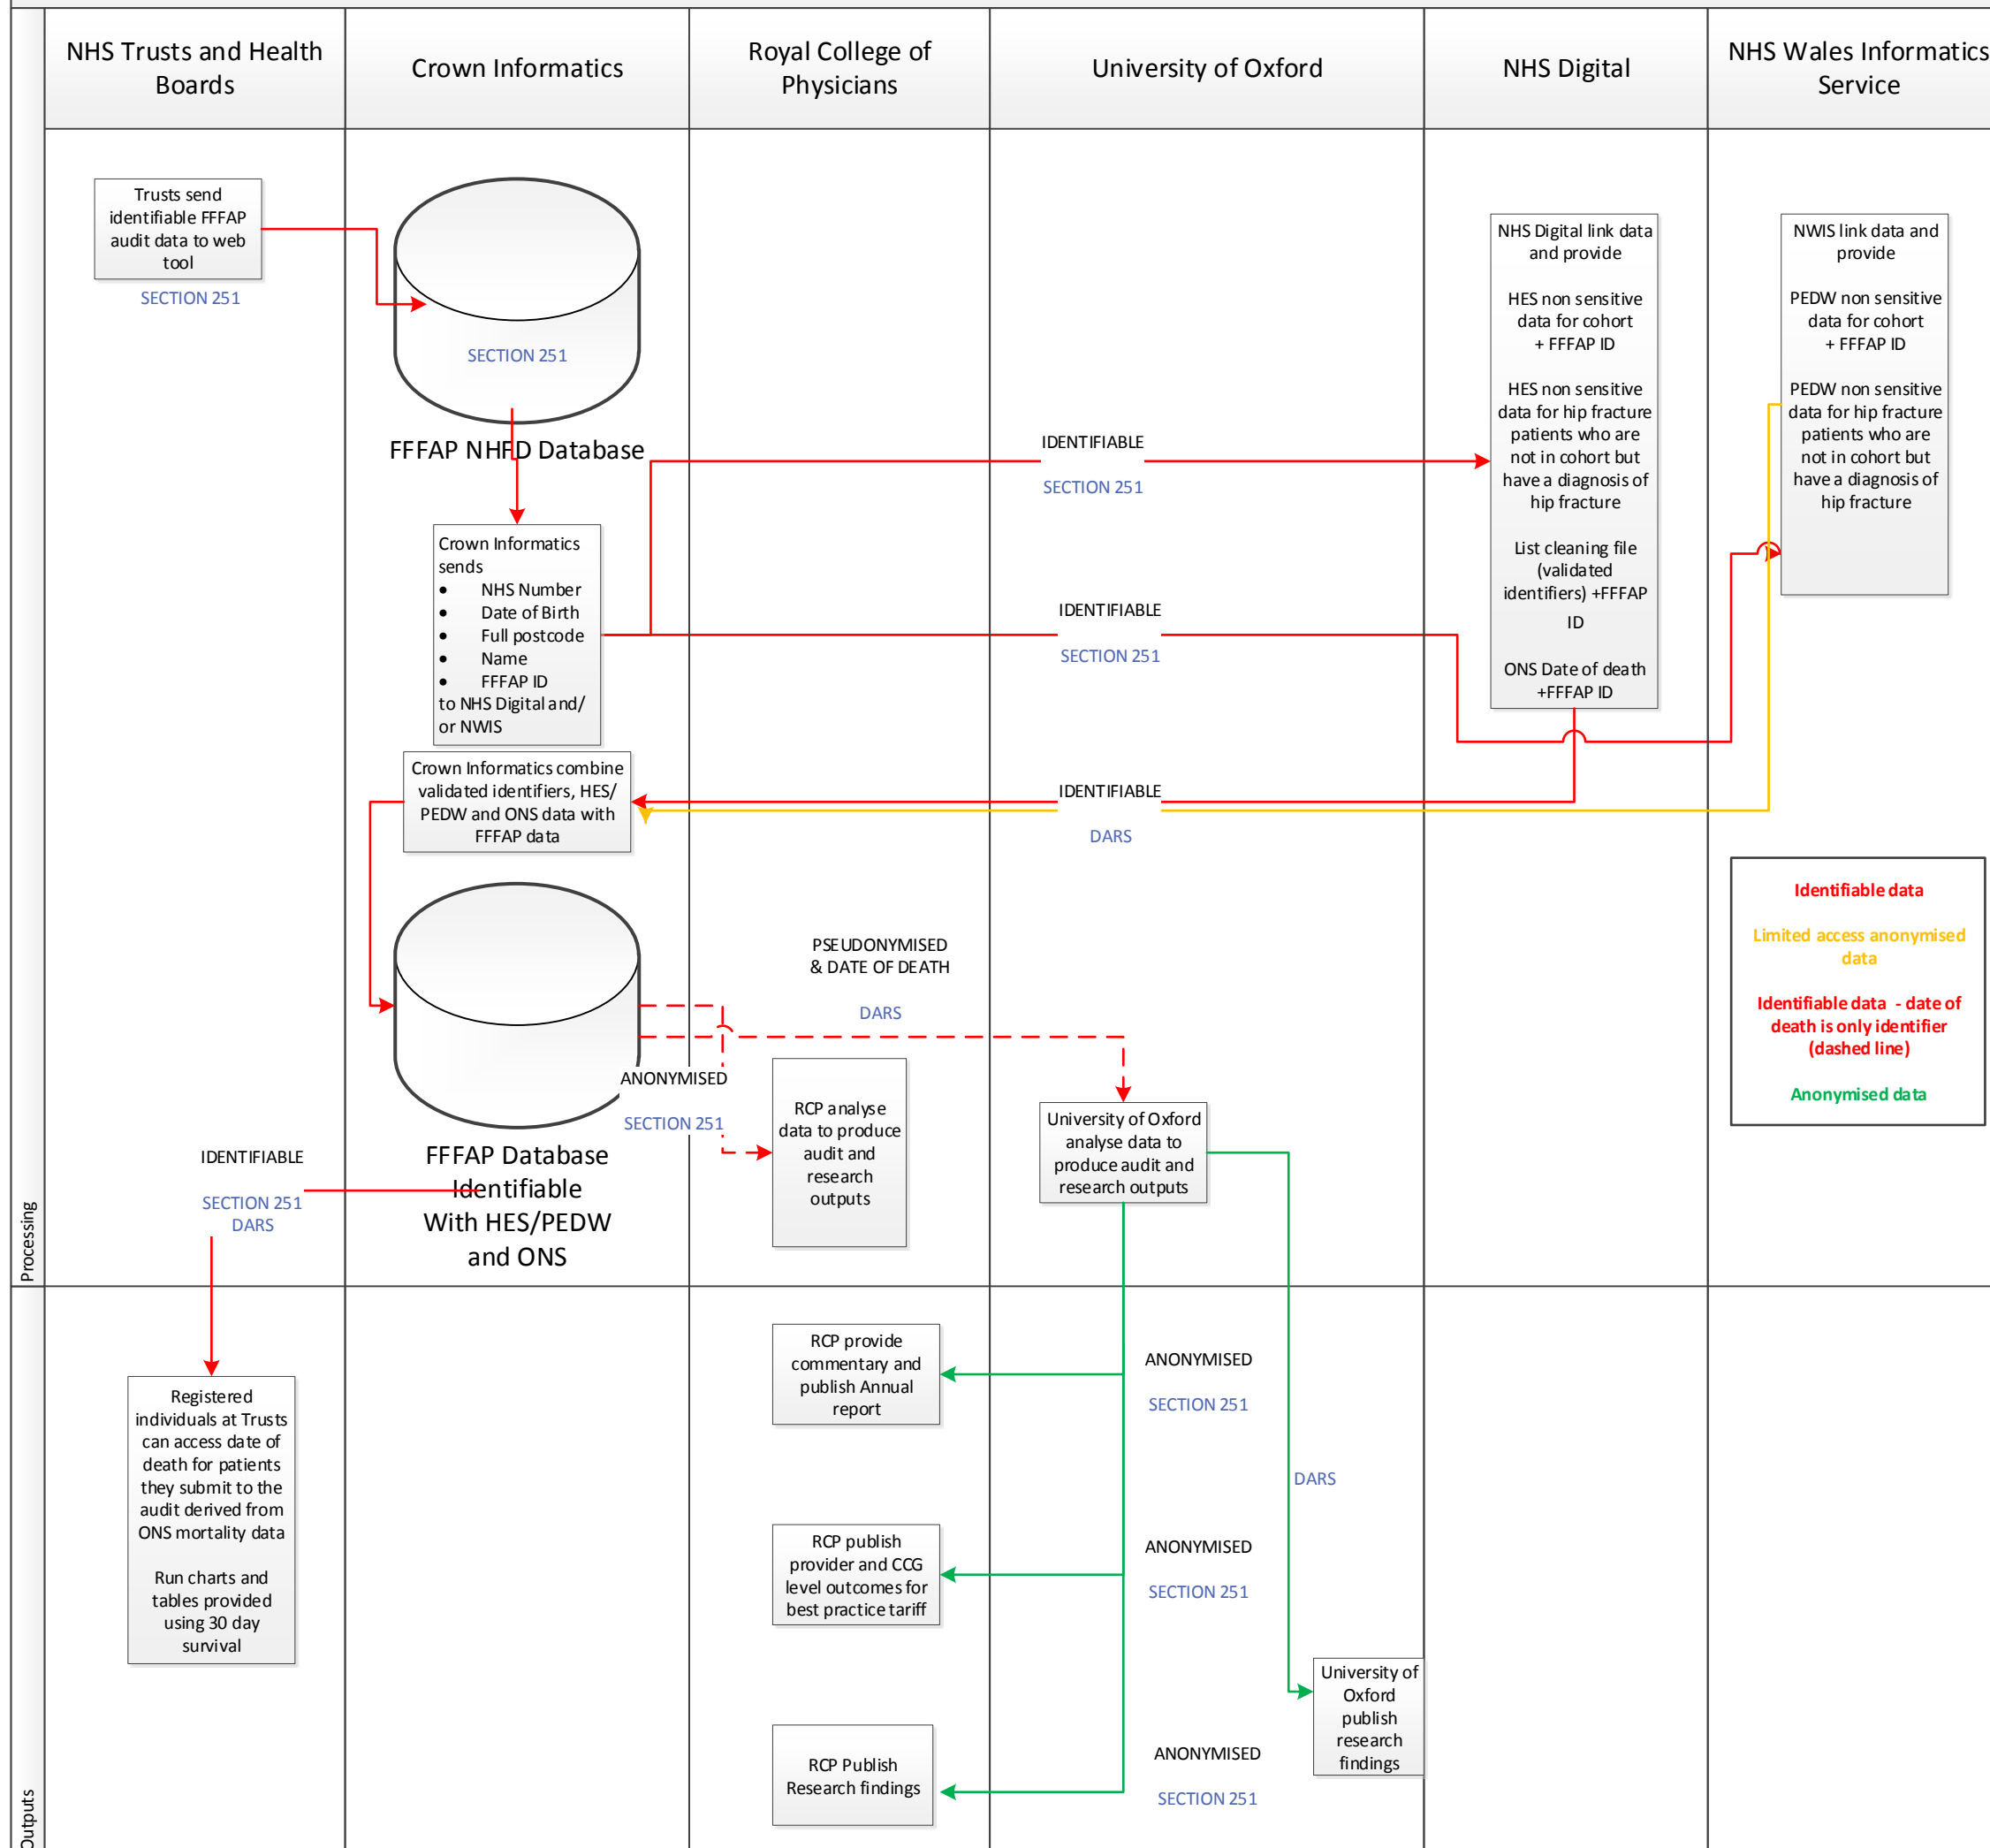 NHS Trusts and Health
Boards
Crown Informatics
Royal College of
Physicians
University of Oxford
NHS Digital
NHS Wales Informatics
Service
Processing
Trusts send
identifiable FFFAP
audit data to web
tool
SECTION 251
SECTION 251
FFFAP NHFD Database
Crown Informatics
sends
• NHS Number
• Date of Birth
• Full postcode
• Name
• FFFAP ID
to NHS Digital and/
or NWIS
IDENTIFIABLE
SECTION 251
IDENTIFIABLE
SECTION 251
NHS Digital link data
and provide
HES non sensitive
data for cohort
+ FFFAP ID
HES non sensitive
data for hip fracture
patients who are
not in cohort but
have a diagnosis of
hip fracture
List cleaning file
(validated
identifiers) +FFFAP
ID
ONS Date of death
+FFFAP ID
NWIS link data and
provide
PEDW non sensitive
data for cohort
+ FFFAP ID
PEDW non sensitive
data for hip fracture
patients who are
not in cohort but
have a diagnosis of
hip fracture
Crown Informatics combine
validated identifiers, HES/
PEDW and ONS data with
FFFAP data
IDENTIFIABLE
DARS
Identifiable data
Limited access anonymised
data
Identifiable data - date of
death is only identifier
(dashed line)
Anonymised data
PSEUDONYMISED
& DATE OF DEATH
DARS
ANONYMISED
SECTION 251
FFFAP Database
Identifiable
With HES/PEDW
and ONS
RCP analyse
data to produce
audit and
research
outputs
University of Oxford
analyse data to
produce audit and
research outputs
IDENTIFIABLE
SECTION 251
DARS
Outputs
Registered
individuals at Trusts
can access date of
death for patients
they submit to the
audit derived from
ONS mortality data
Run charts and
tables provided
using 30 day
survival
RCP provide
commentary and
publish Annual
report
ANONYMISED
SECTION 251
DARS
RCP publish
provider and CCG
level outcomes for
best practice tariff
ANONYMISED
SECTION 251
University of
Oxford
publish
research
findings
RCP Publish
Research findings
ANONYMISED
SECTION 251